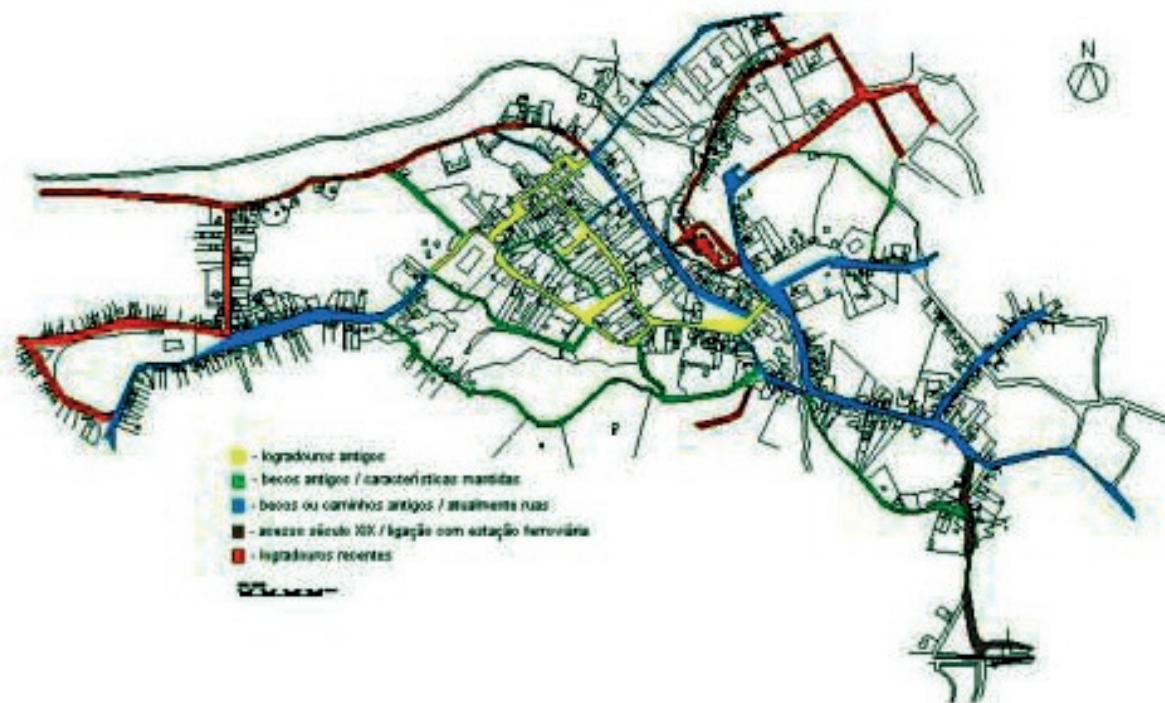 N
- logradouros antigos
- becos antigos / características mantidas
- becos ou caminhos antigos / atualmente ruas
- acesso século XIX / ligação com estação ferroviária
- logradouros recentes